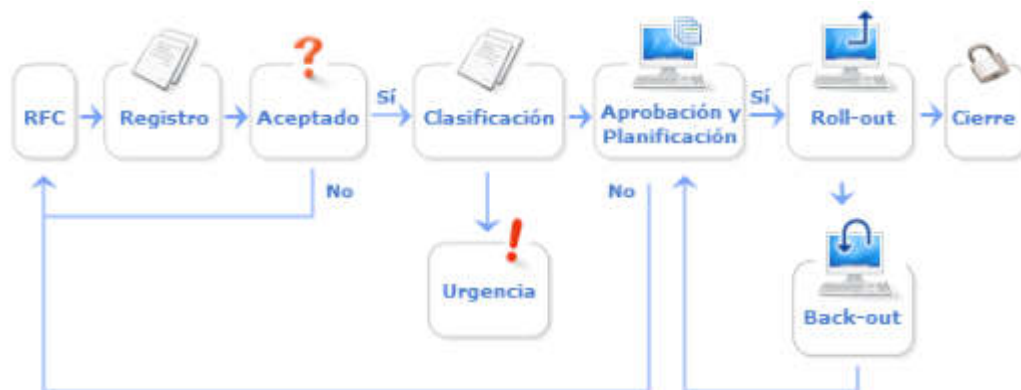 RFC
Registro
Aceptado
Sí
Clasificación
Aprobación y
Planificación
Sí
Roll-out
Cierre
No
No
Urgencia
Back-out